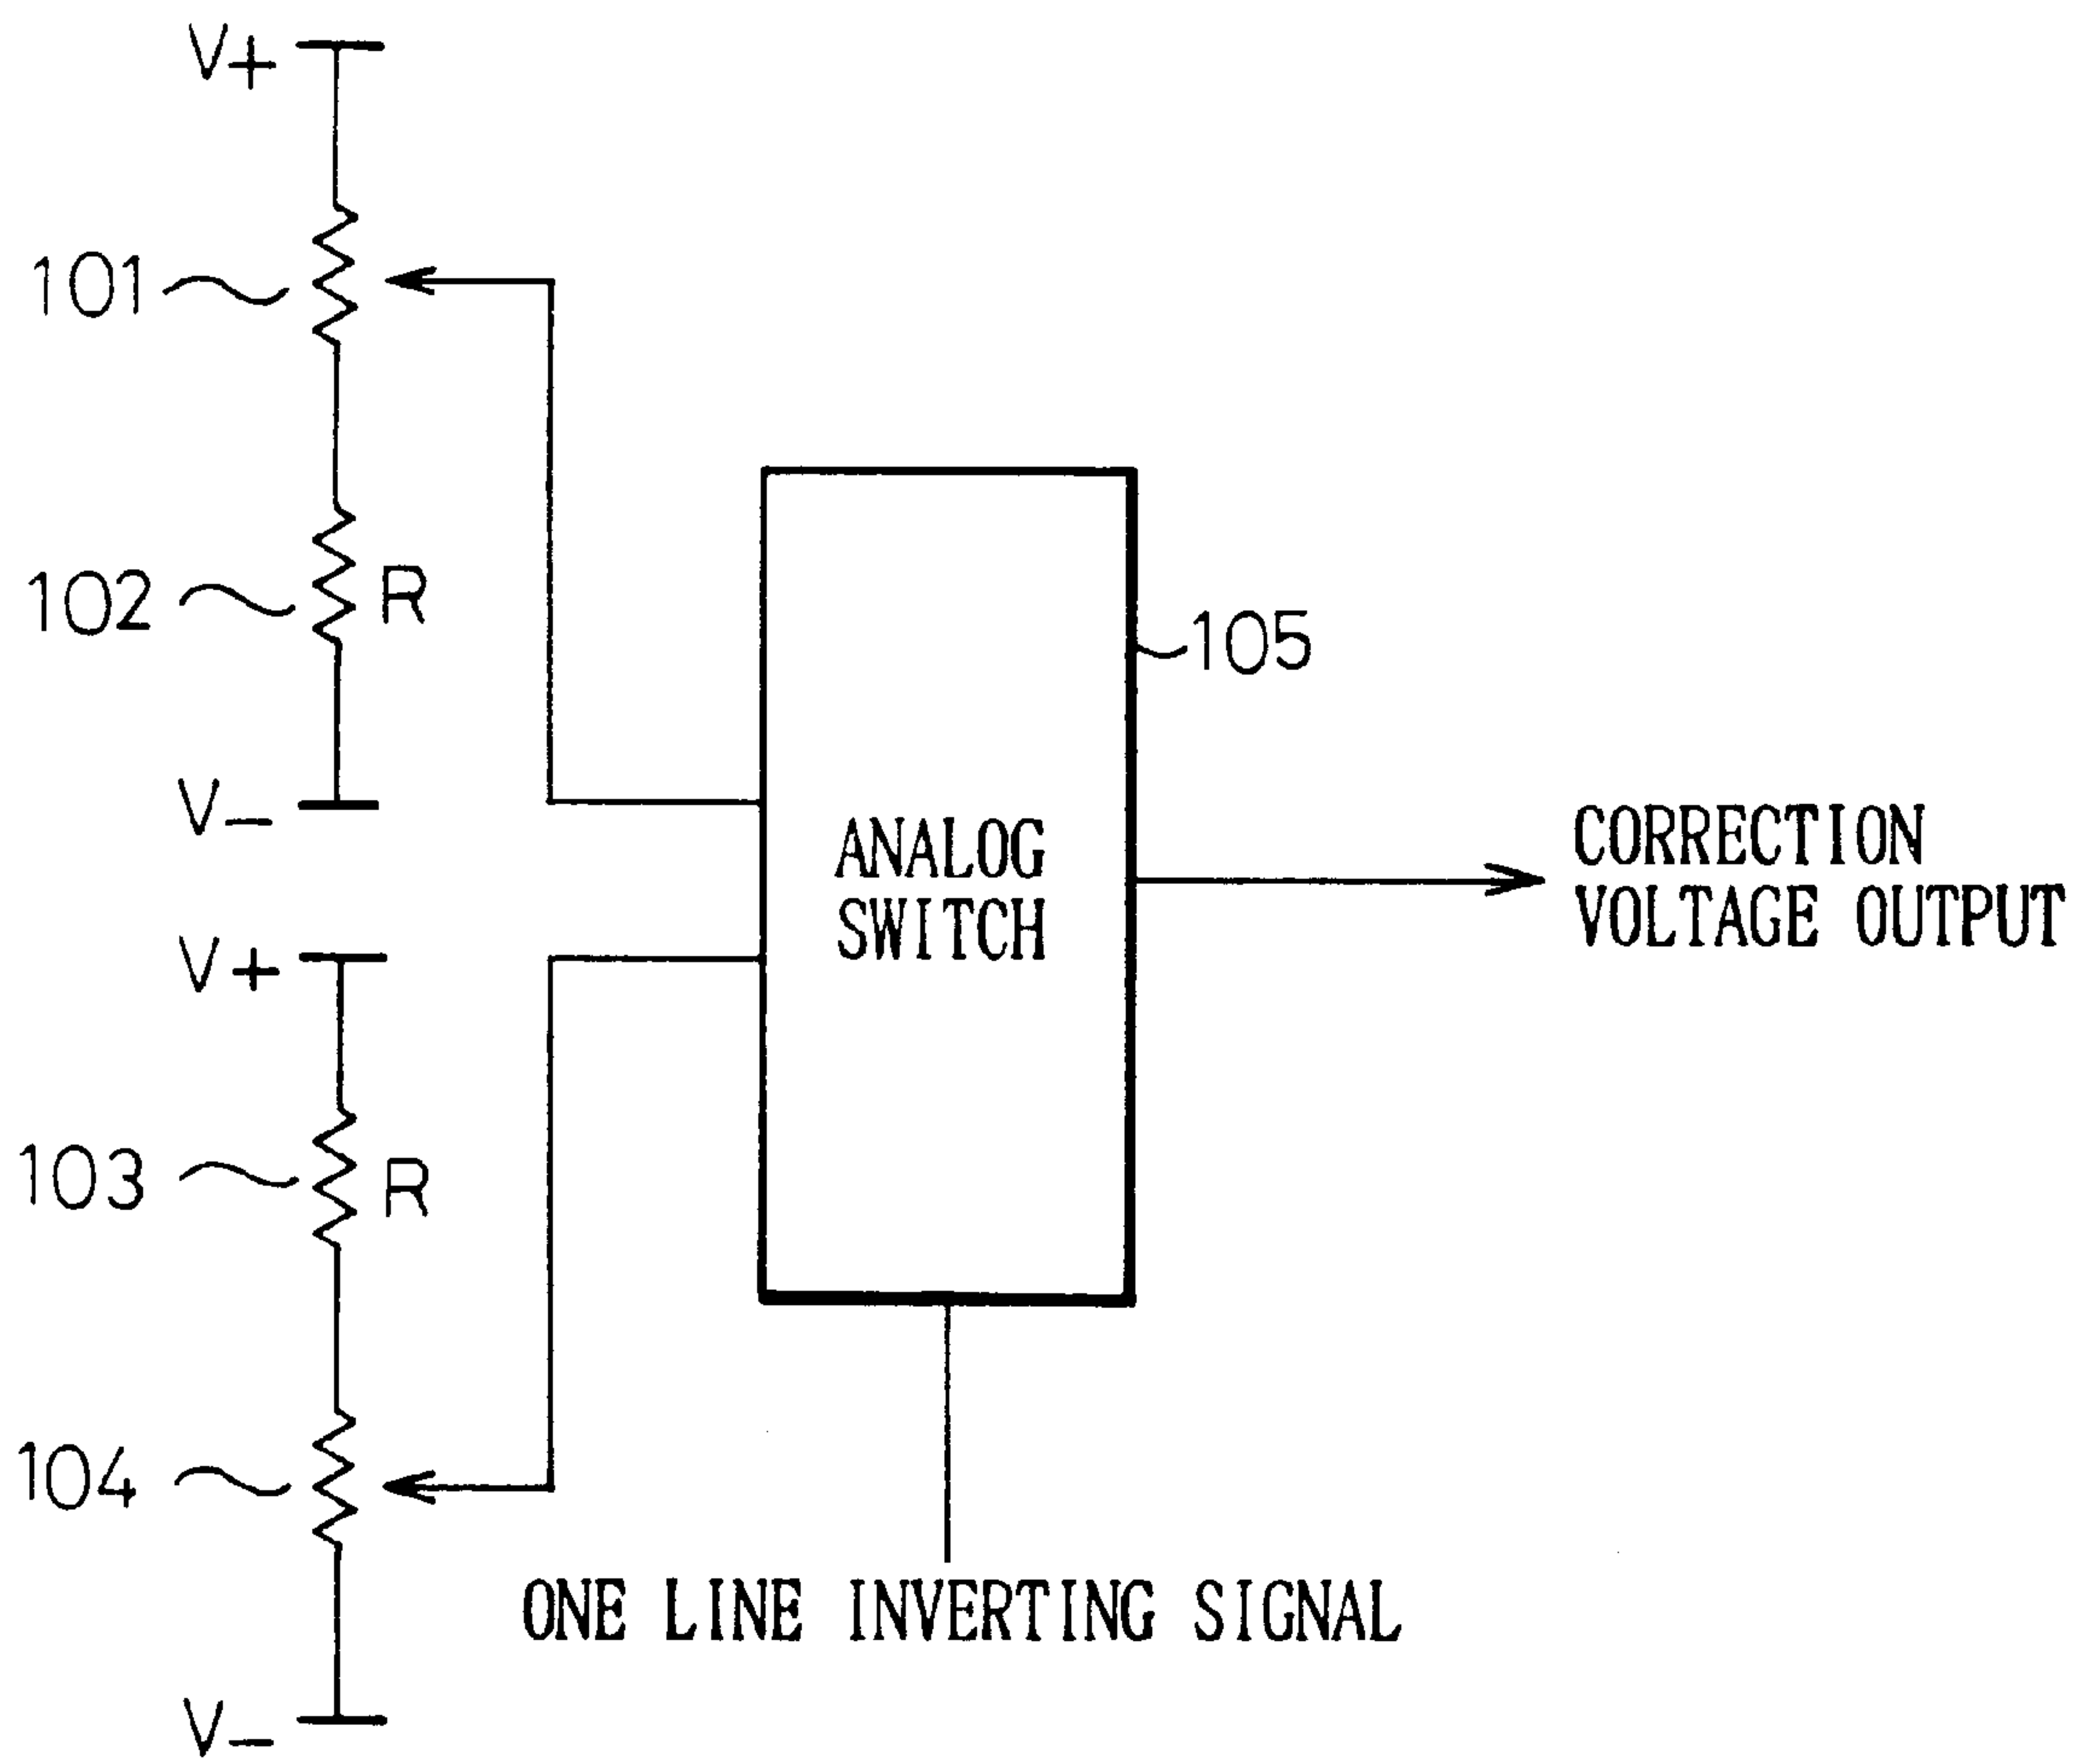 V+
101
102
R
V-
105
ANALOG
SWITCH
CORRECTION
VOLTAGE OUTPUT
V+
103
R
104
V-
ONE LINE INVERTING SIGNAL